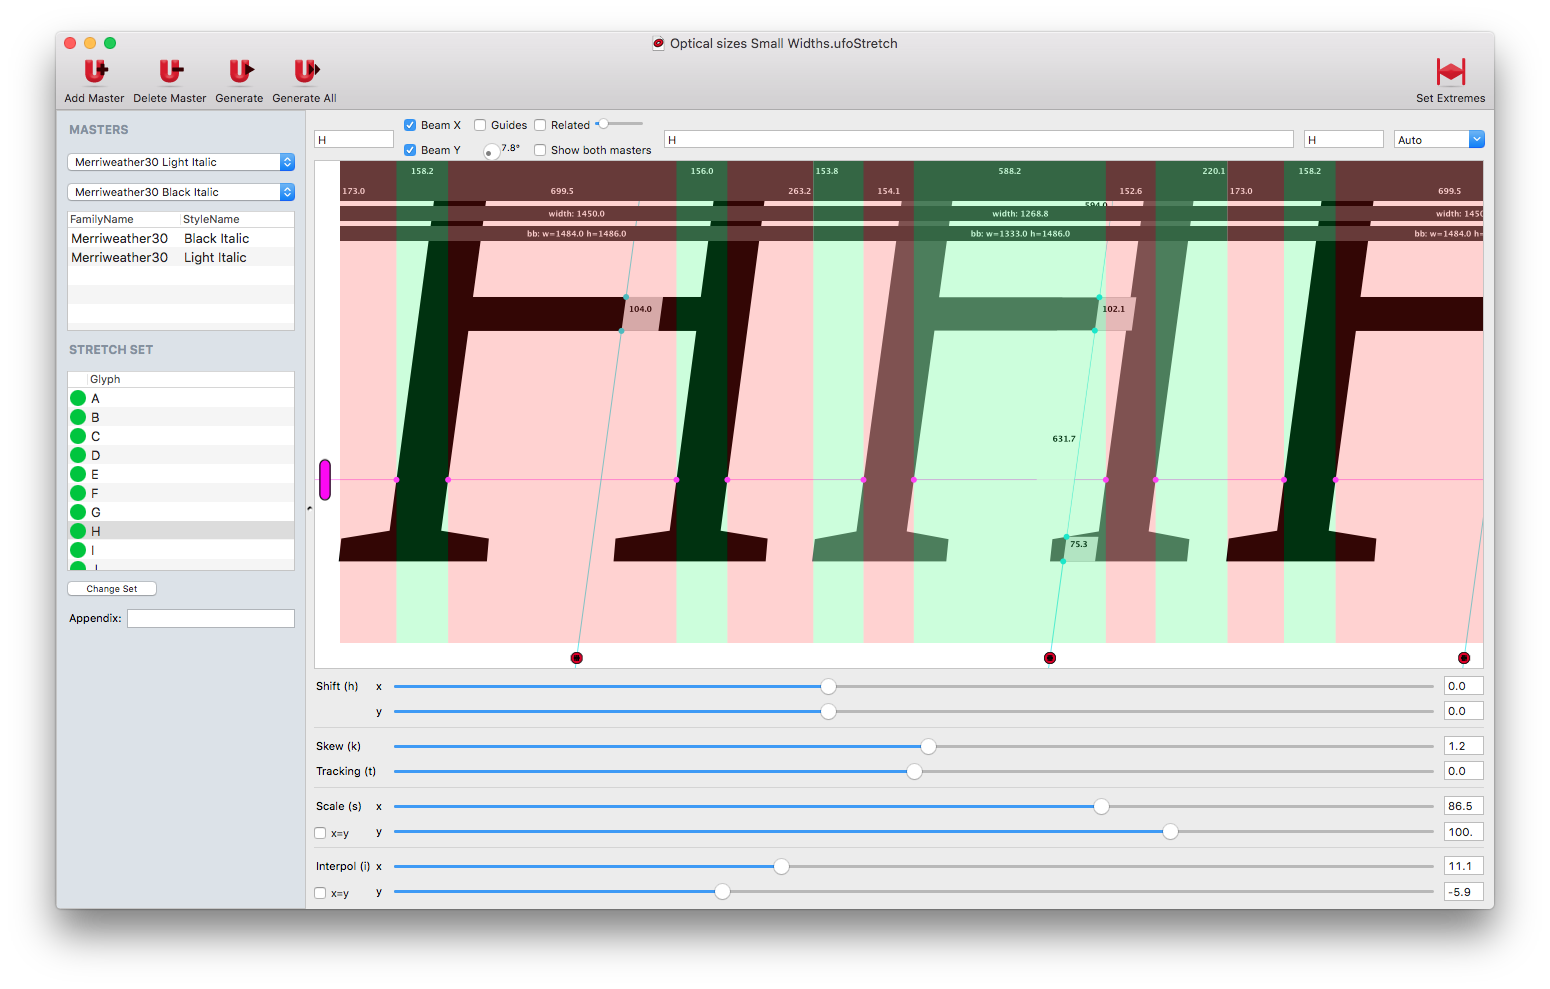 Optical sizes Small Widths.ufoStretch
Add Master Delete Master Generate Generate All Set Extremes
MASTERS
Merriweather30 Light Italic
Merriweather30 Black Italic
FamilyName StyleName
Merriweather30 Black Italic
Merriweather30 Light Italic
STRETCH SET
Glyph
A
B
C
D
E
F
G
H
I
Change Set
Appendix:
Beam X Guides Related
H H H Auto
Beam Y 7.8° Show both masters
158.2 156.0 153.8 588.2 220.1 158.2
173.0 699.5 263.2 154.1 152.6 173.0 699.5
594.0
width: 1450.0 width: 1268.8 width: 1450
bb: w=1484.0 h=1486.0 bb: w=1333.0 h=1486.0 bb: w=1484.0 h=
104.0 102.1
631.7
75.3
Shift (h) x 0.0
y 0.0
Skew (k) 1.2
Tracking (t) 0.0
Scale (s) x 86.5
x=y y 100.
Interpol (i) x 11.1
x=y y -5.9